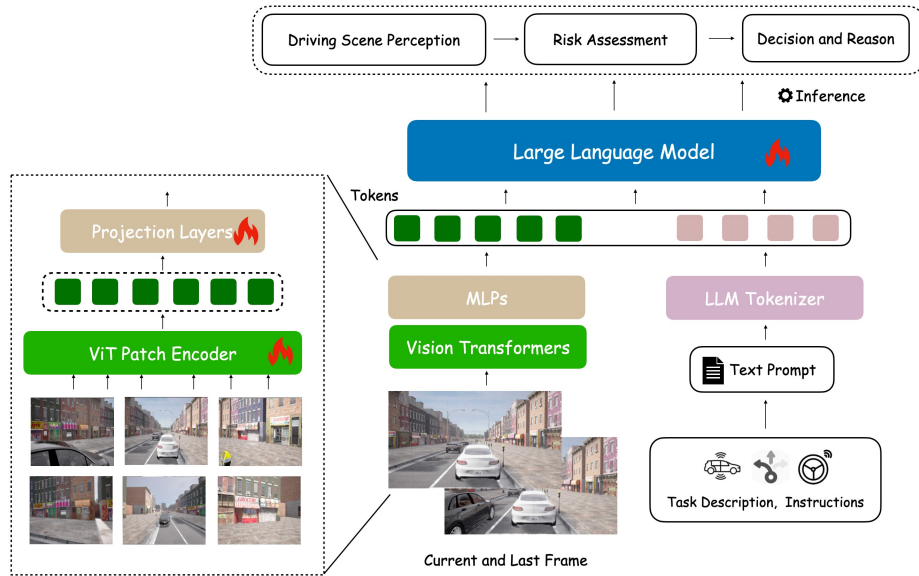 Driving Scene Perception
Risk Assessment
Decision and Reason
Inference
Large Language Model
Tokens
Projection Layers
MLPs
LLM Tokenizer
ViT Patch Encoder
Vision Transformers
Text Prompt
Task Description, Instructions
Current and Last Frame